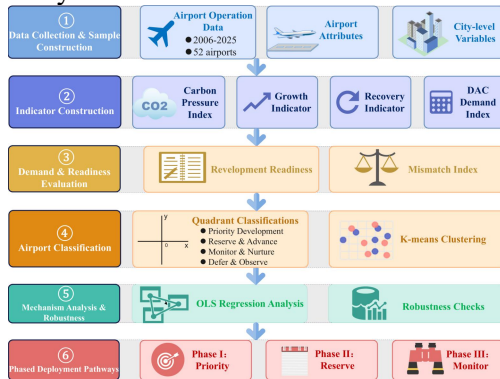 ①
Data Collection & Sample
Construction
Airport Operation
Data
● 2006-2025
● 52 airports
Airport
Attributes
City-level
Variables
②
Indicator Construction
CO2
Carbon
Pressure
Index
Growth
Indicator
Recovery
Indicator
DAC
Demand
Index
③
Demand & Readiness
Evaluation
Revelopment Readiness
Mismatch Index
④
Airport Classification
y
0
x
Quadrant Classifications
● Priority Development
● Reserve & Advance
● Monitor & Nurture
● Defer & Observe
K-means Clustering
⑤
Mechanism Analysis &
Robustness
OLS Regression Analysis
Robustness Checks
⑥
Phased Deployment Pathways
Phase I:
Priority
Phase II:
Reserve
Phase III:
Monitor